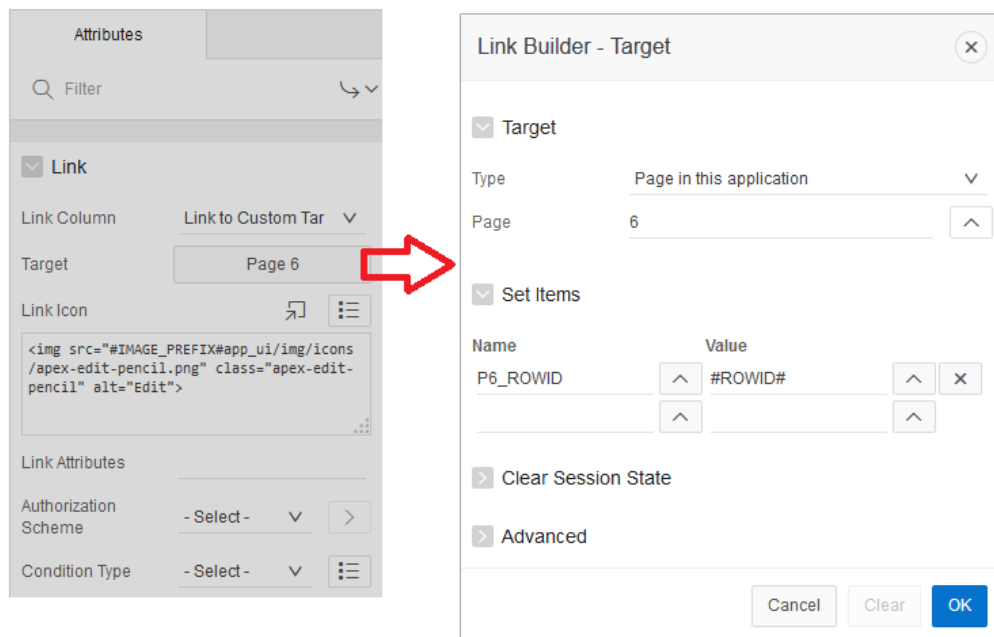 Attributes
Filter
Link
Link Column Link to Custom Tar
Target Page 6
Link Icon
<img src="#IMAGE_PREFIX#app_ui/img/icons
/apex-edit-pencil.png" class="apex-edit-
pencil" alt="Edit">
Link Attributes
Authorization
Scheme - Select -
Condition Type - Select -
Link Builder - Target
Target
Type Page in this application
Page 6
Set Items
Name Value
P6_ROWID #ROWID#
Clear Session State
Advanced
Cancel Clear OK